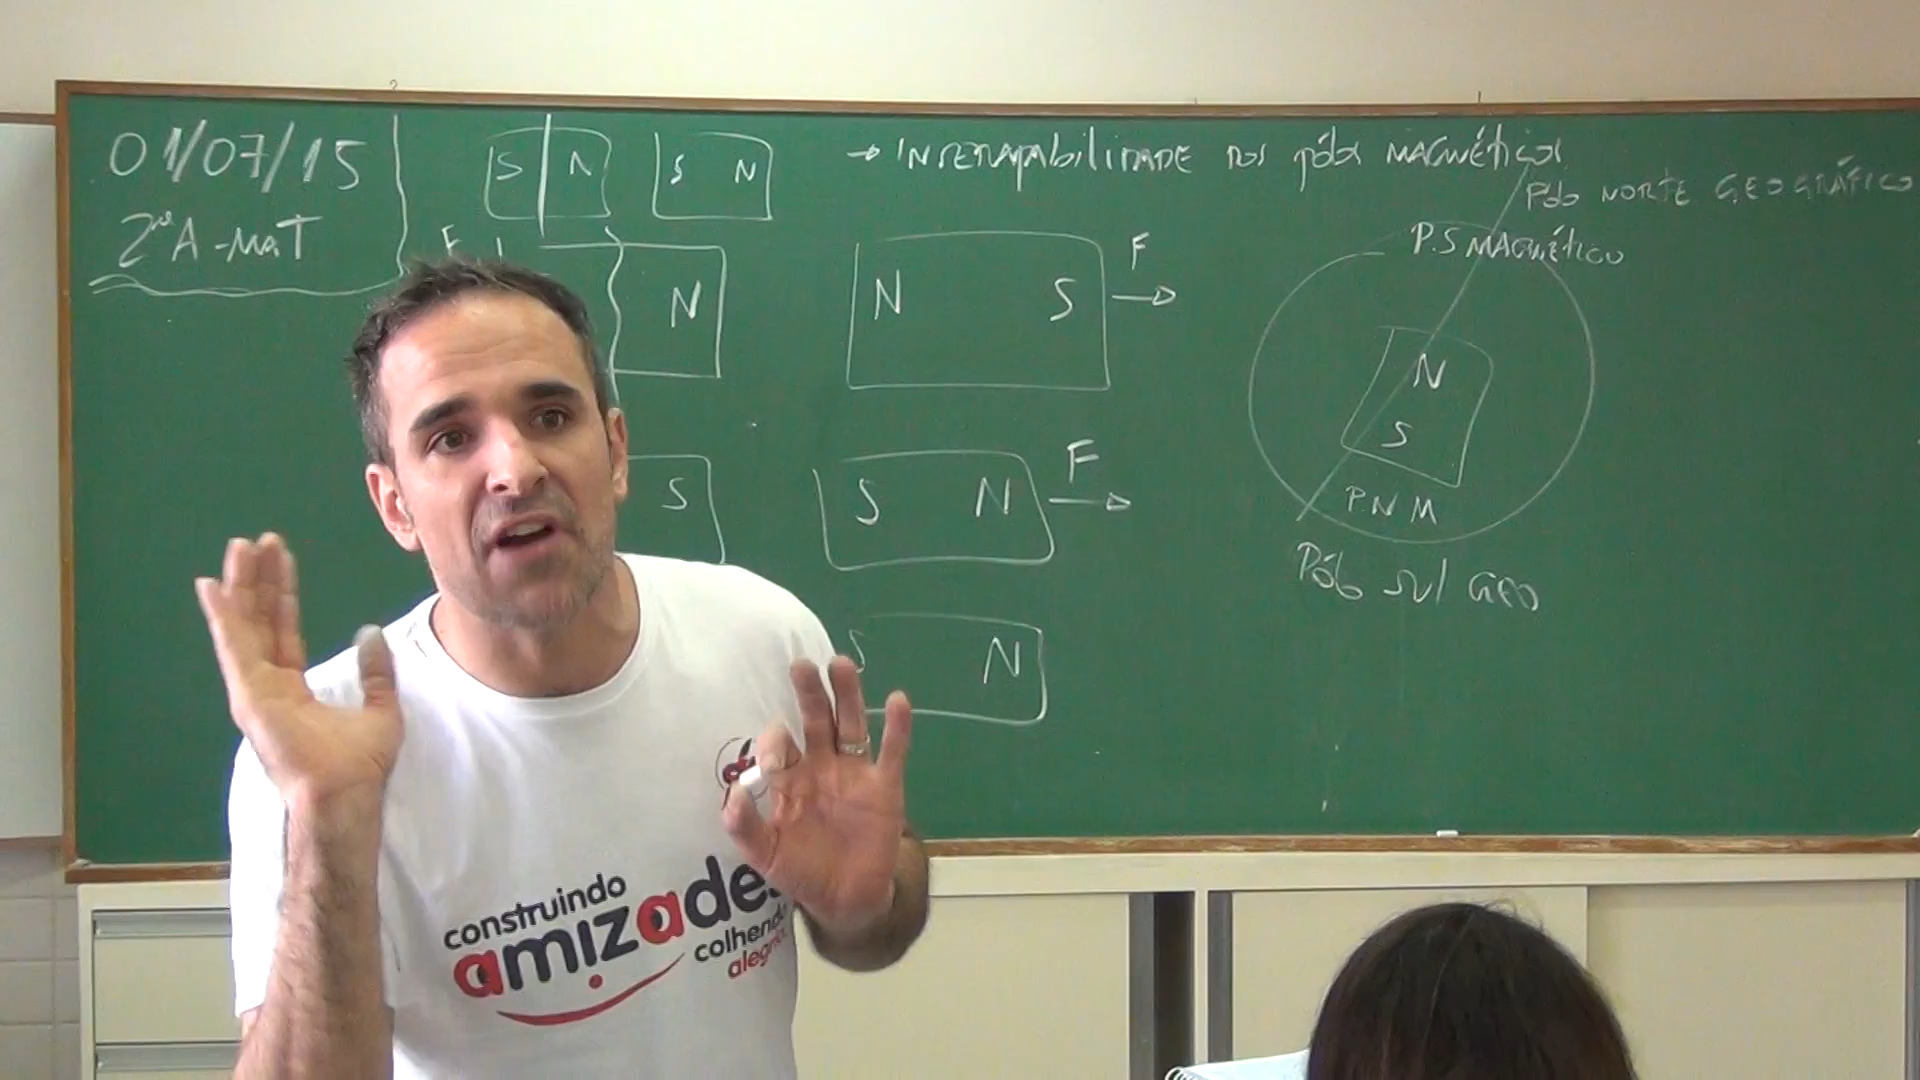 01/07/15
2ºA-MAT
S N
S N
→ INSEPARAbiliDADE DOS pólos MAGNÉTICOS
Pólo NORTE GEOGRÁFICO
P.S MAGNÉTICO
F
N
N S
F
N
S
P.N M
Pólo Sul GEO
S
S N
F
S N
construindo
amizades
colhendo
alegria